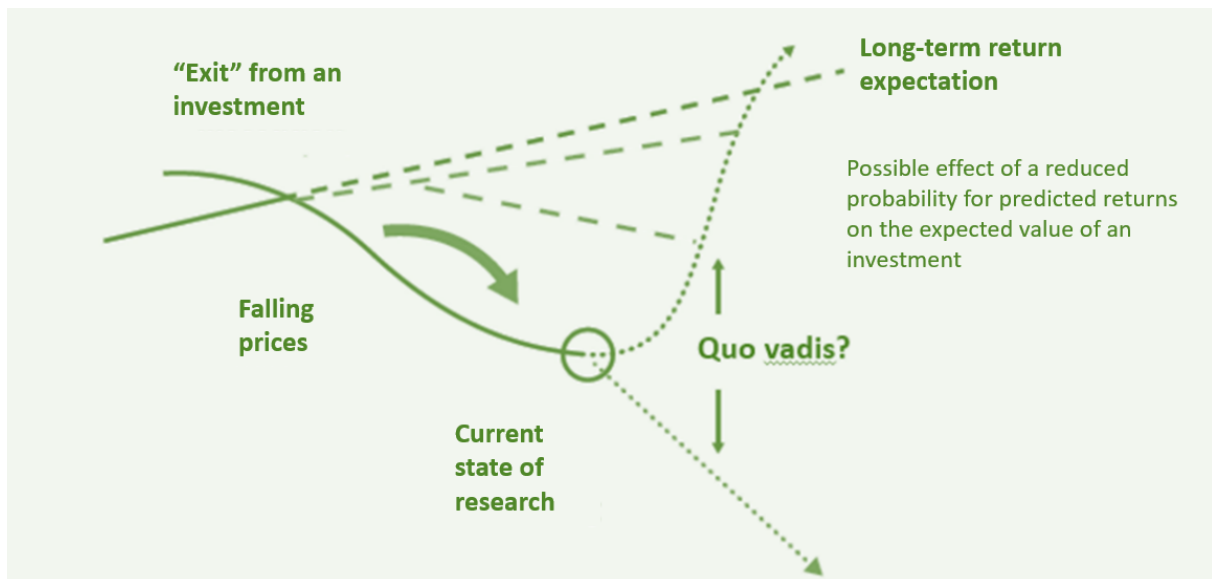 “Exit” from an
investment
Long-term return
expectation
Possible effect of a reduced
probability for predicted returns
on the expected value of an
investment
Falling
prices
Quo vadis?
Current
state of
research